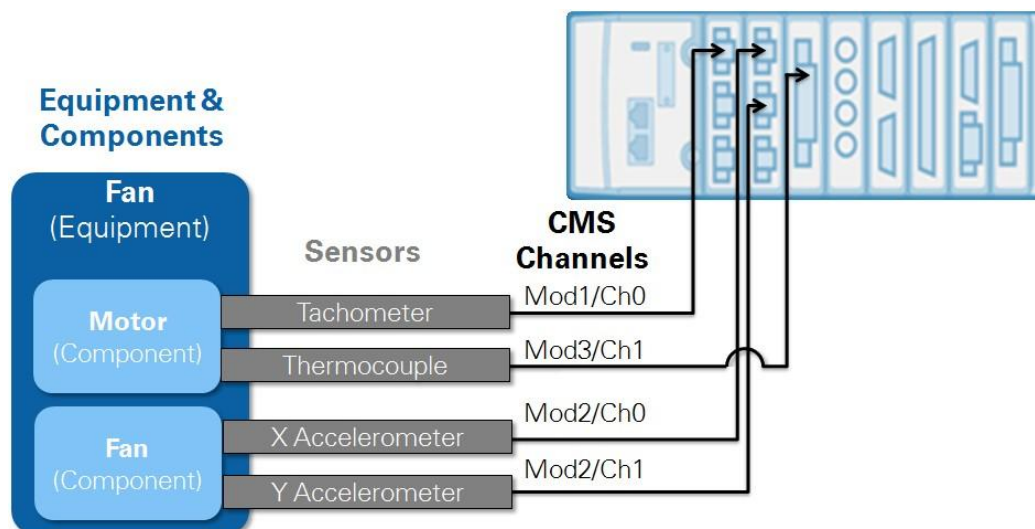 Equipment &
Components
Fan
(Equipment)
Sensors
CMS
Channels
Motor
(Component)
Tachometer
Mod1/Ch0
Thermocouple
Mod3/Ch1
Fan
(Component)
X Accelerometer
Mod2/Ch0
Y Accelerometer
Mod2/Ch1